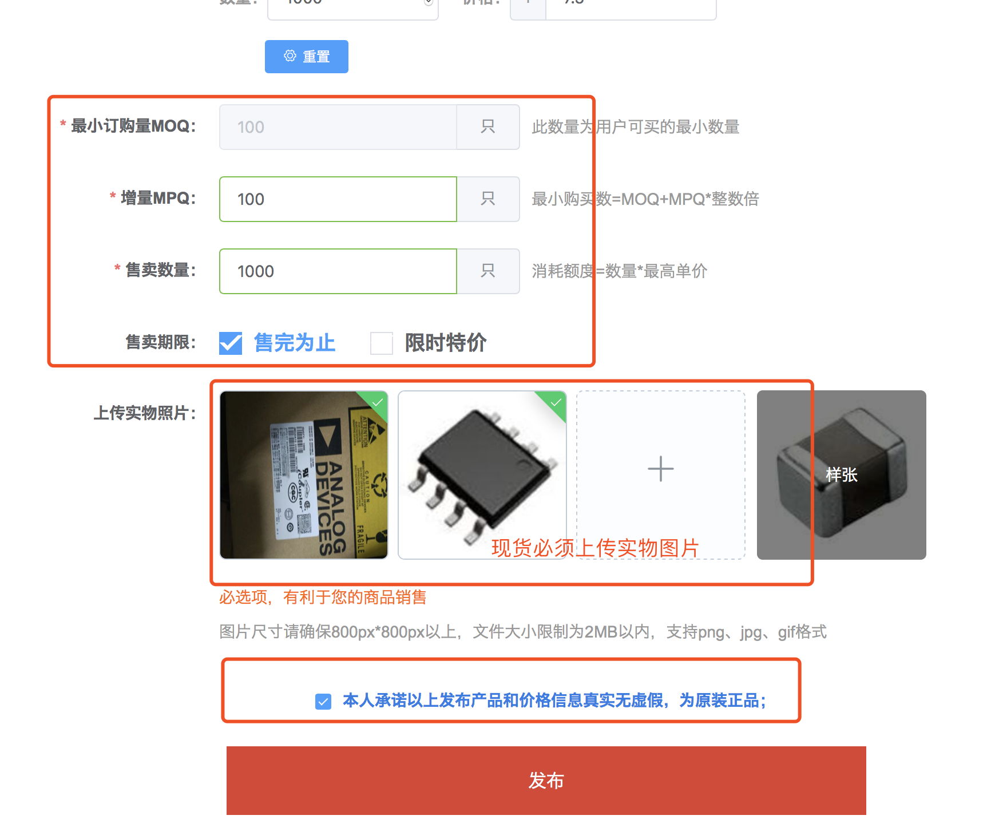 数量： 1000 价格： 7.5
重置
* 最小订购量MOQ： 100 只 此数量为用户可买的最小数量
* 增量MPQ： 100 只 最小购买数=MOQ+MPQ*整数倍
* 售卖数量： 1000 只 消耗额度=数量*最高单价
售卖期限： 售完为止 限时特价
上传实物照片：
ANALOG
DEVICES
ATTENTION
CAUTION
FRAGILE
iCoupler
CQC
样张
现货必须上传实物图片
必选项，有利于您的商品销售
图片尺寸请确保800px*800px以上，文件大小限制为2MB以内，支持png、jpg、gif格式
本人承诺以上发布产品和价格信息真实无虚假，为原装正品；
发布